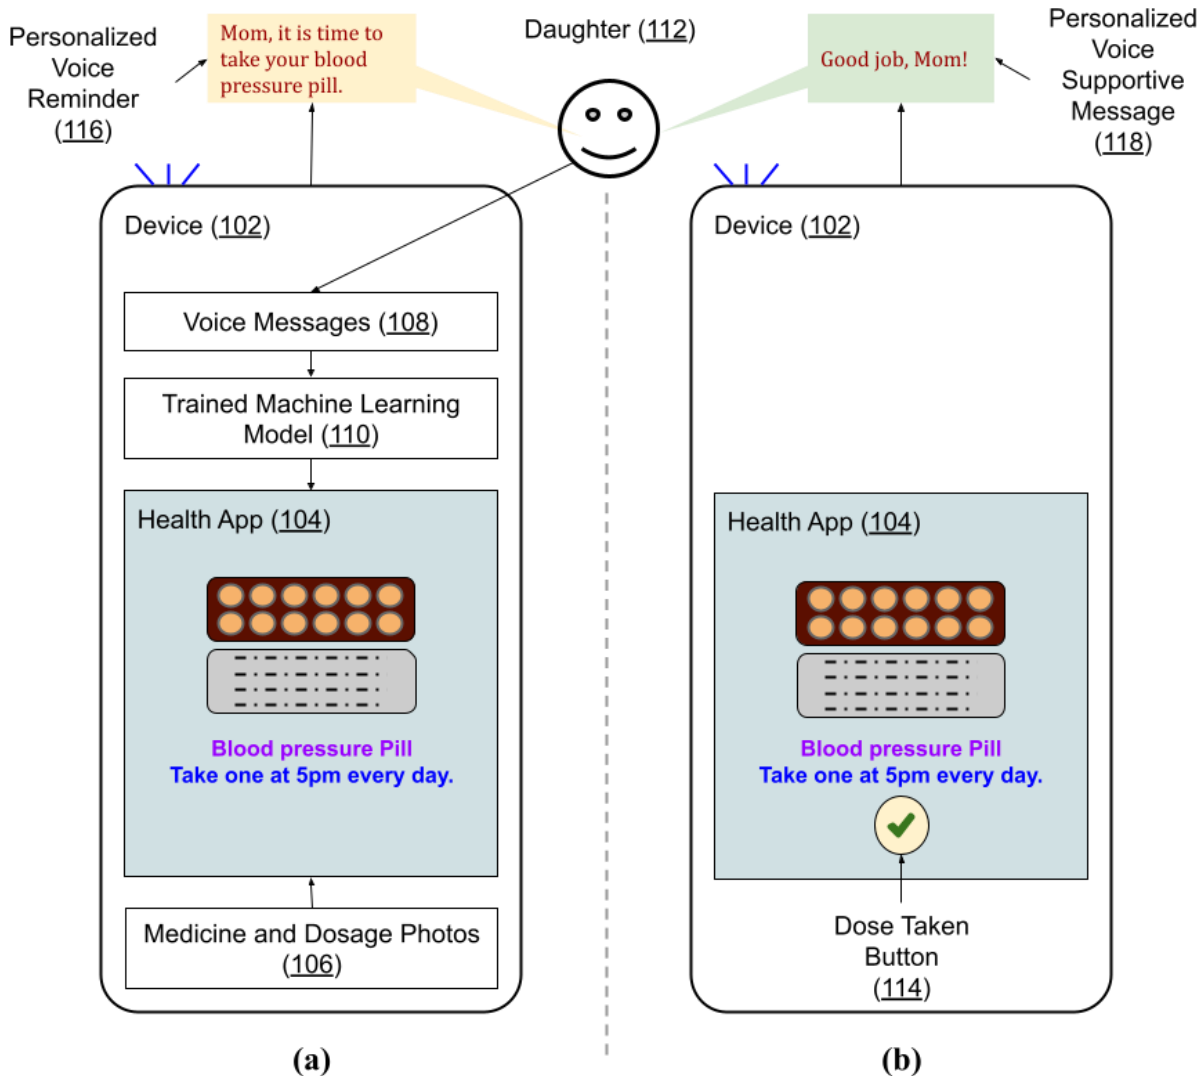 Personalized
Voice
Reminder
(116)
Mom, it is time to
take your blood
pressure pill.
Daughter (112)
Good job, Mom!
Personalized
Voice
Supportive
Message
(118)
Device (102)
Voice Messages (108)
Trained Machine Learning
Model (110)
Health App (104)
Blood pressure Pill
Take one at 5pm every day.
Medicine and Dosage Photos
(106)
(a)
Device (102)
Health App (104)
Blood pressure Pill
Take one at 5pm every day.
Dose Taken
Button
(114)
(b)